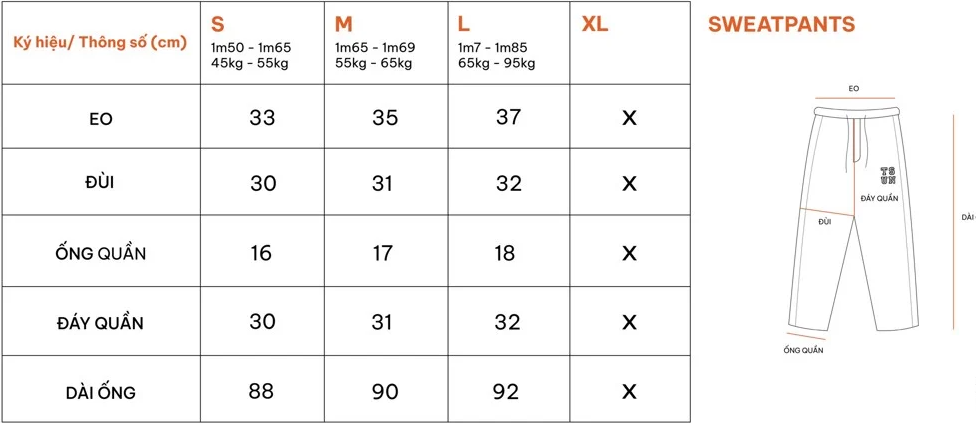 Ký hiệu/ Thông số (cm)
S
1m50 - 1m65
45kg - 55kg
M
1m65 - 1m69
55kg - 65kg
L
1m7 - 1m85
65kg - 95kg
XL
EO 33 35 37 X
ĐÙI 30 31 32 X
ỐNG QUẦN 16 17 18 X
ĐÁY QUẦN 30 31 32 X
DÀI ỐNG 88 90 92 X
SWEATPANTS
EO
TS
UN
ĐÁY QUẦN
ĐÙI
DÀI
ỐNG QUẦN